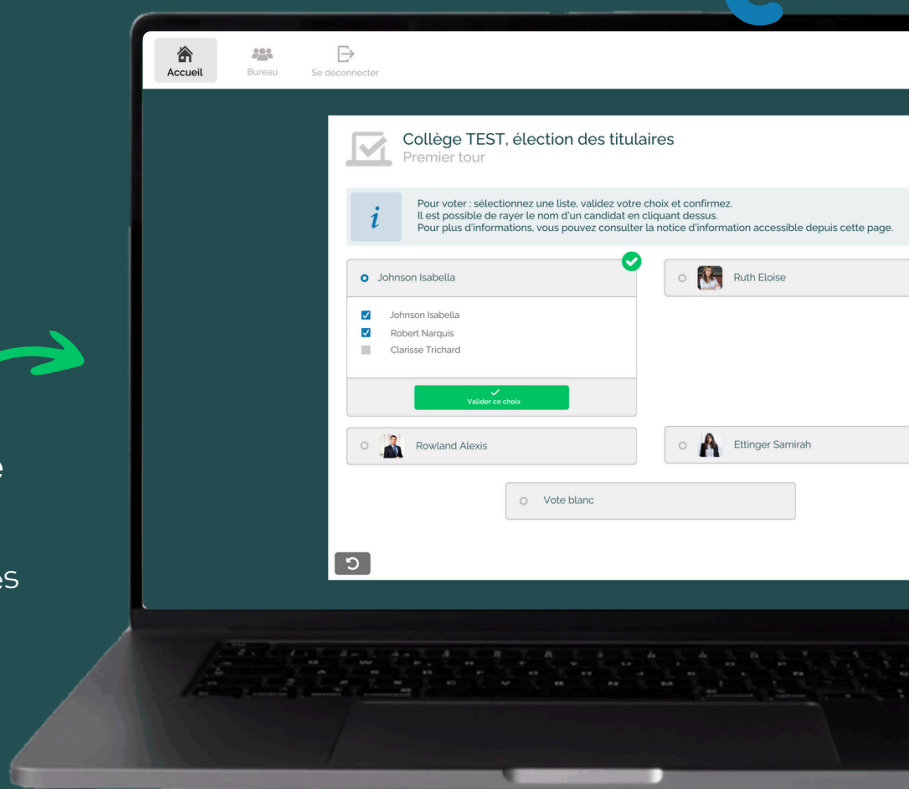 Accueil
Bureau
Se déconnecter
Collège TEST, élection des titulaires
Premier tour
i
Pour voter : sélectionnez une liste, validez votre choix et confirmez.
Il est possible de rayer le nom d'un candidat en cliquant dessus.
Pour plus d'informations, vous pouvez consulter la notice d'information accessible depuis cette page.
Johnson Isabella
Ruth Eloise
Johnson Isabella
Robert Narquis
Clarisse Trichard
Valider ce choix
Rowland Alexis
Ettinger Samirah
Vote blanc